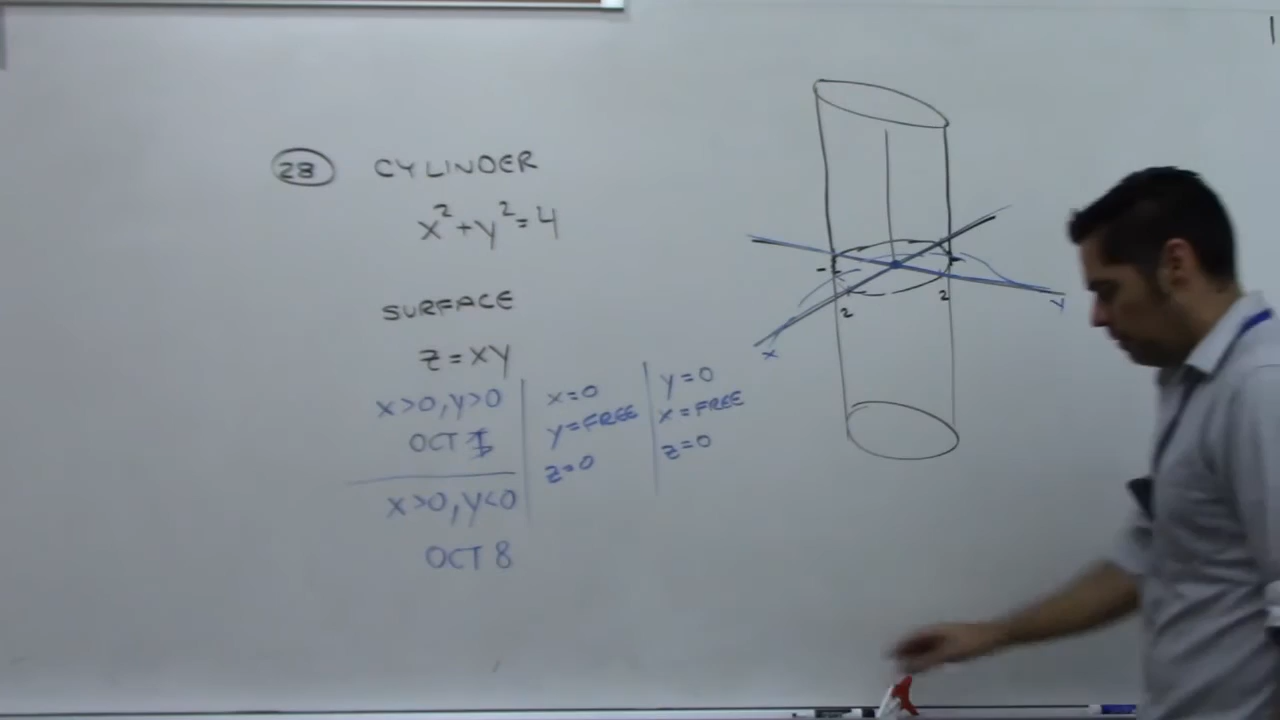 28 CYLINDER
x²+y²=4
SURFACE
z=xy
x>0,y>0
OCT 1
x>0,y<0
OCT 8
x=0
y=FREE
z=0
y=0
x=FREE
z=0
2
2
x
y